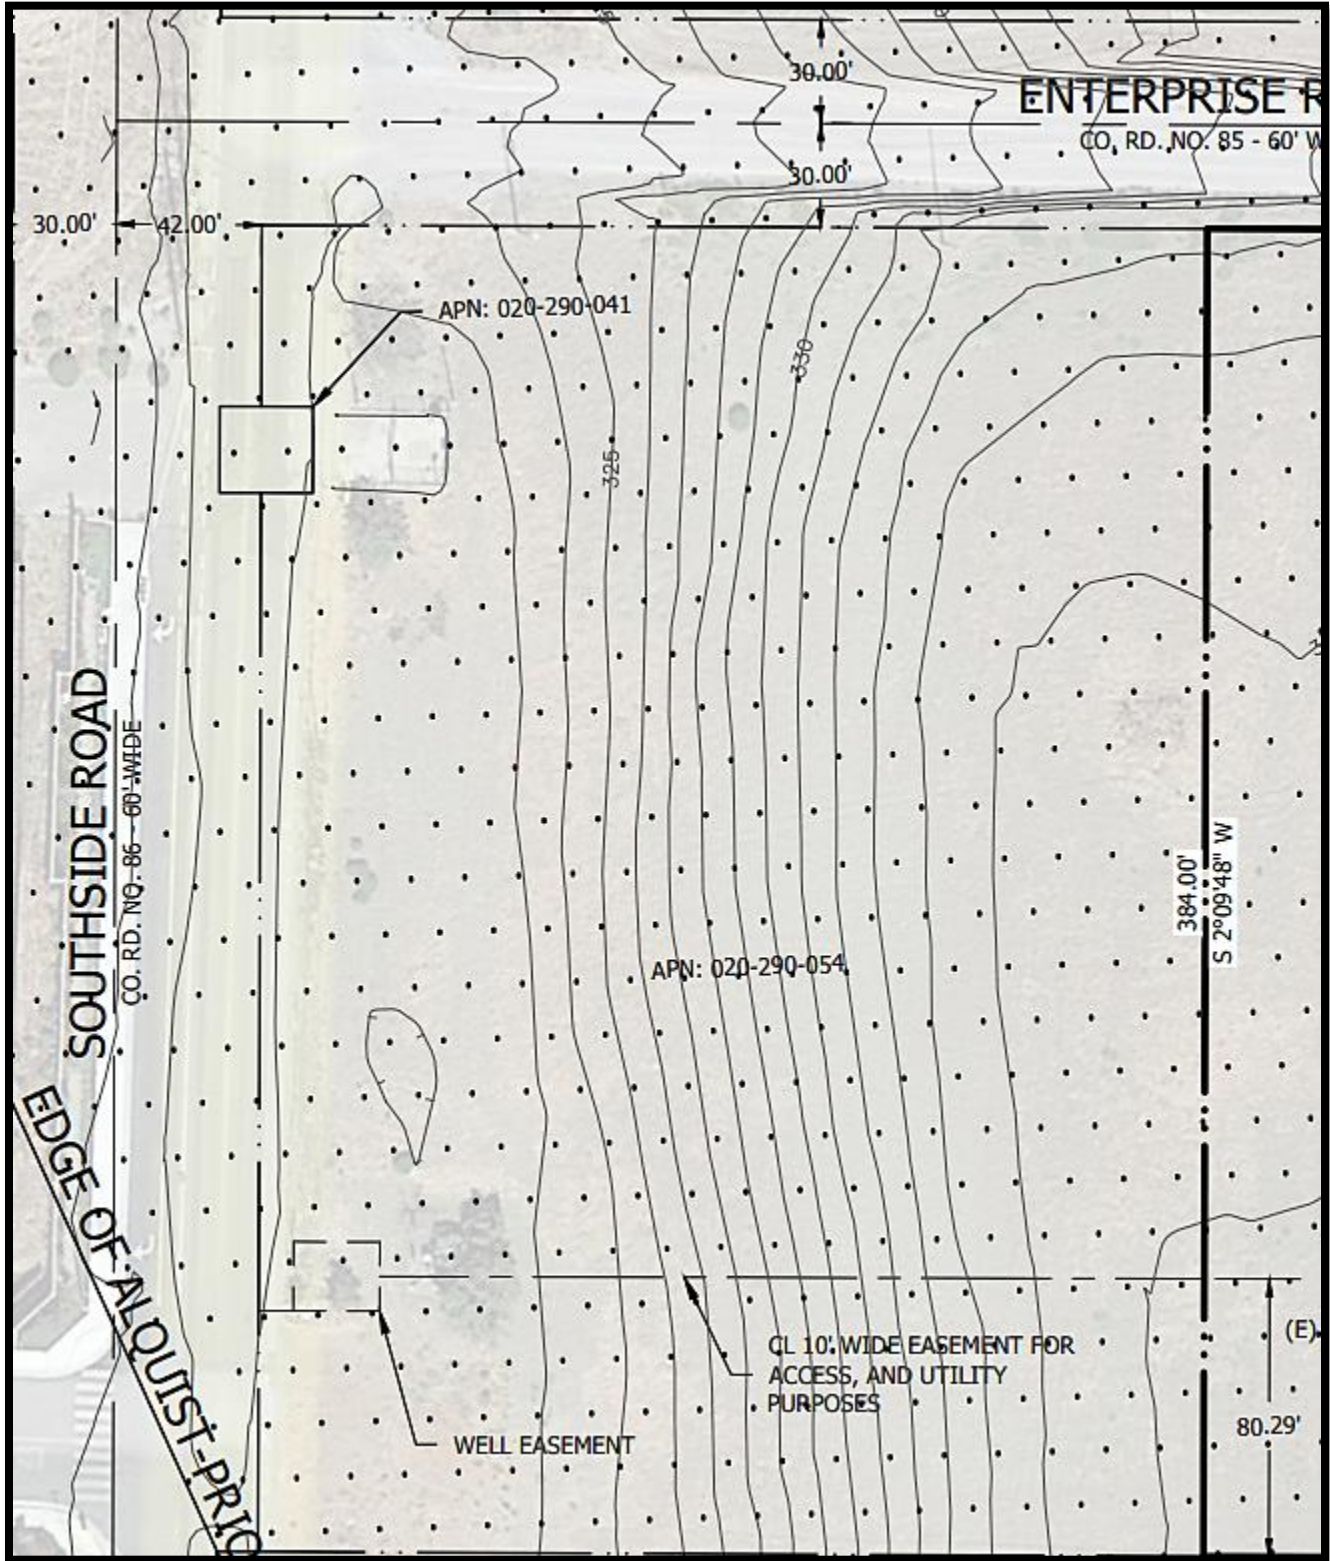 30.00'
ENTERPRISE R
CO. RD. NO. 85 - 60' W
30.00'
30.00'
42.00'
APN: 020-290-041
330
325
SOUTHSIDE ROAD
CO. RD. NO. 86 - 60' WIDE
384.00'
S 2°09'48" W
APN: 020-290-054
EDGE OF ALQUIST-PRIO
CL 10' WIDE EASEMENT FOR
ACCESS, AND UTILITY
PURPOSES
(E)
80.29'
WELL EASEMENT